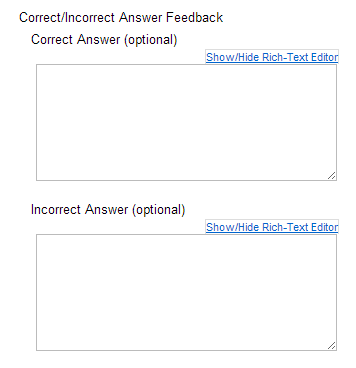 Correct/Incorrect Answer Feedback
Correct Answer (optional)
Show/Hide Rich-Text Editor
Incorrect Answer (optional)
Show/Hide Rich-Text Editor